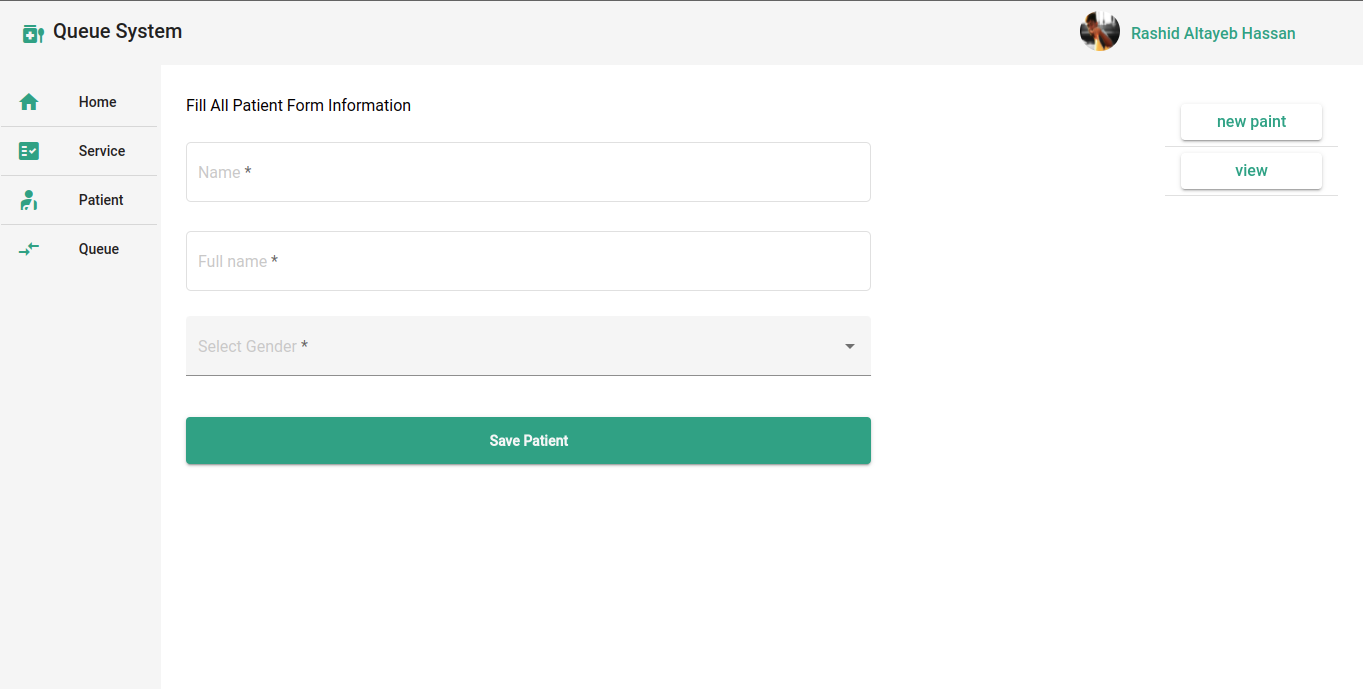 Queue System
Rashid Altayeb Hassan
Home
Service
Patient
Queue
Fill All Patient Form Information
Name *
Full name *
Select Gender *
Save Patient
new paint
view